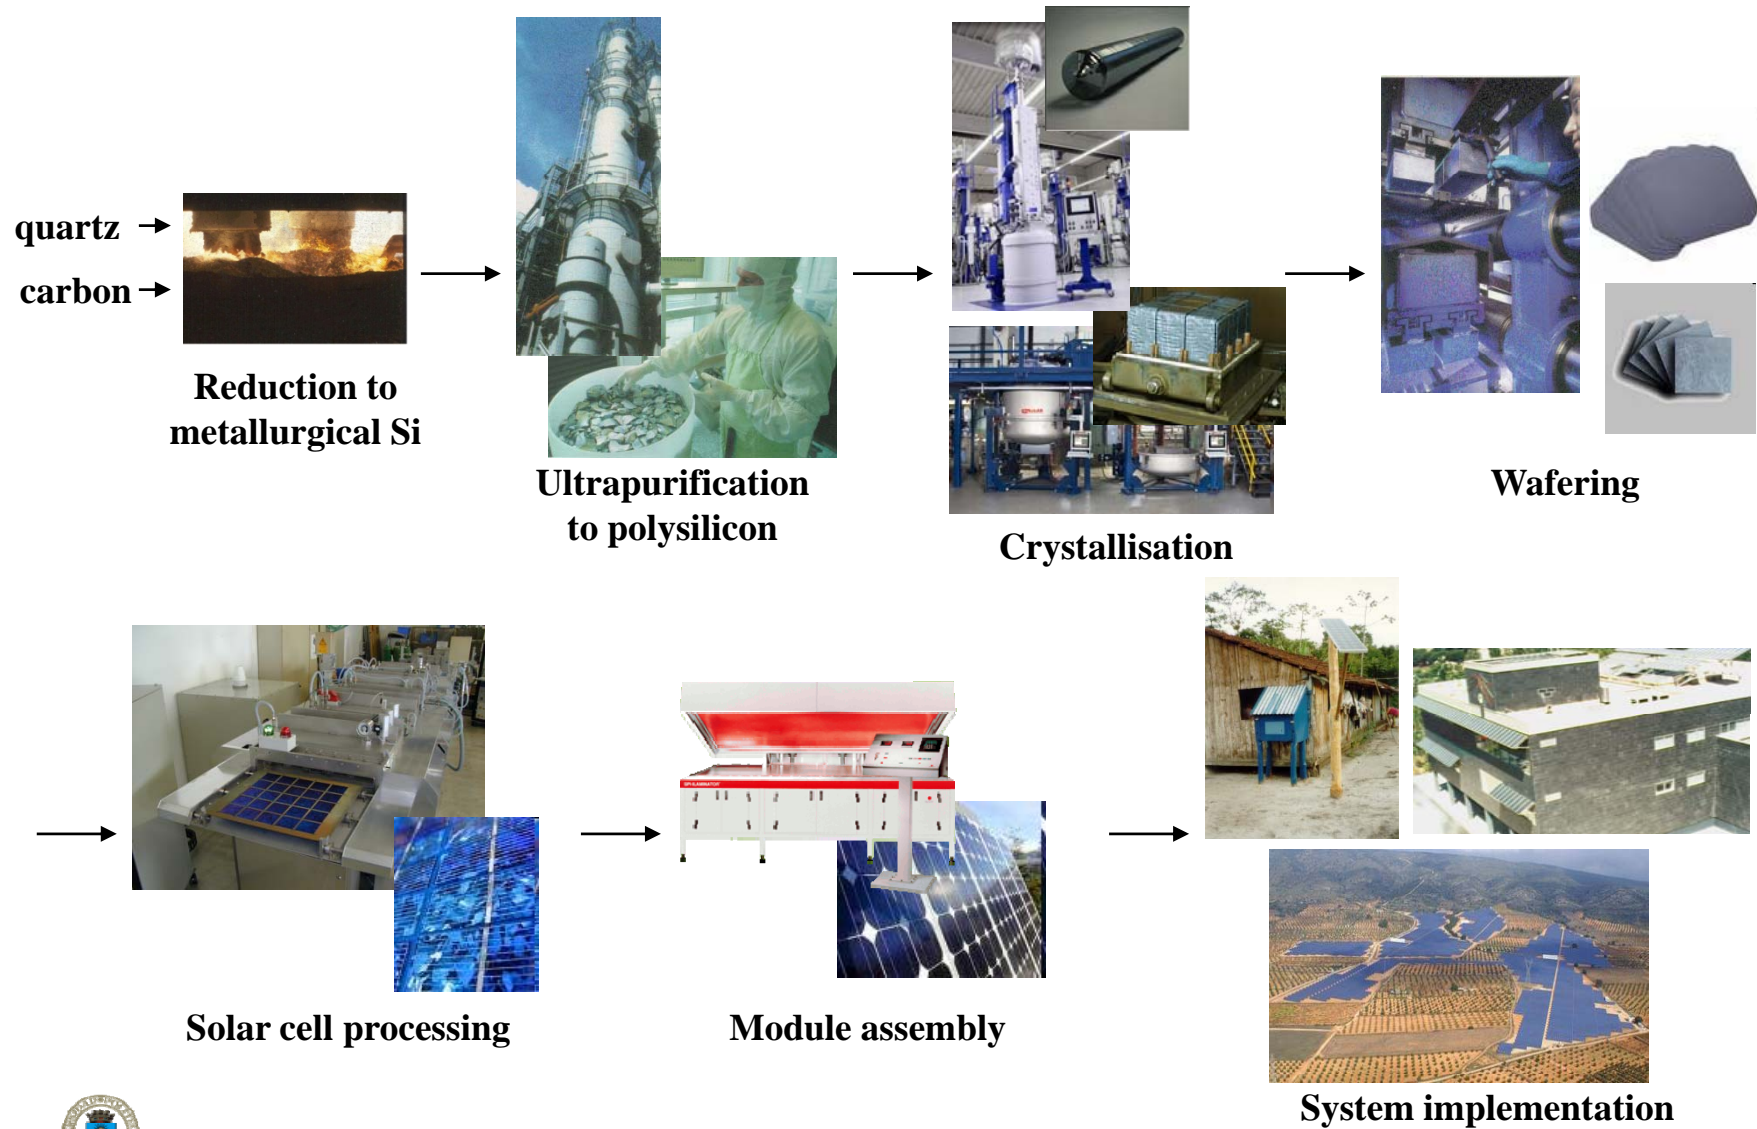 quartz
carbon
Reduction to
metallurgical Si
Ultrapurification
to polysilicon
Crystallisation
Wafering
Solar cell processing
Module assembly
System implementation